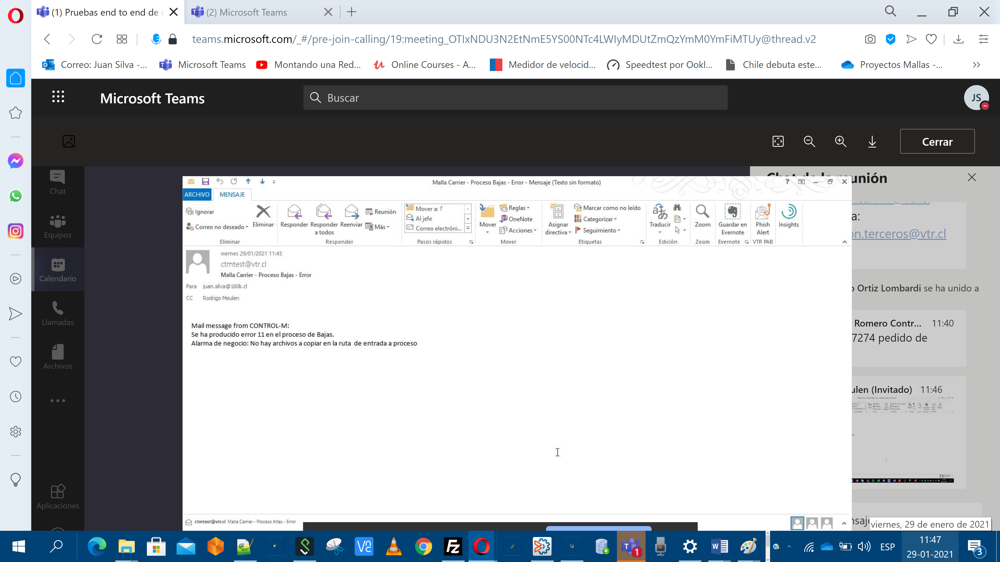 (1) Pruebas end to end de
(2) Microsoft Teams
teams.microsoft.com/_#/pre-join-calling/19:meeting_OTIxNDU3N2EtNmE5YS00NTc4LWIyMDUtZmQzYmM0YmFiMTUy@thread.v2
Correo: Juan Silva -...
Microsoft Teams
Montando una Red...
Online Courses - A...
Medidor de velocid...
Speedtest por Ookl...
Chile debuta este...
Proyectos Mallas -...
Microsoft Teams
Buscar
JS
Cerrar
Chat
Equipos
Calendario
Llamadas
Archivos
Aplicaciones
Malla Carrier - Proceso Bajas - Error - Mensaje (Texto sin formato)
ARCHIVO
MENSAJE
Ignorar
Correo no deseado
Eliminar
Eliminar
Responder
Responder a todos
Reenviar
Reunión
Más
Responder
Mover a: ?
Al jefe
Correo electróni...
Pasos rápidos
Mover
Reglas
OneNote
Acciones
Mover
Asignar directiva
Marcar como no leído
Categorizar
Seguimiento
Etiquetas
Traducir
Edición
Zoom
Zoom
Guardar en Evernote
Evernote
Phish Alert
VTR PAB
Insights
viernes 29/01/2021 11:45
ctmtest@vtr.cl
Malla Carrier - Proceso Bajas - Error
Para juan.silva@160k.cl
CC Rodrigo Meulen
Mail message from CONTROL-M:
Se ha producido error 11 en el proceso de Bajas.
Alarma de negocio: No hay archivos a copiar en la ruta de entrada a proceso
ctmtest@vtr.cl Malla Carrier - Proceso Altas - Error
unión
a:
on.terceros@vtr.cl
o Ortiz Lombardi se ha unido a
Romero Contr... 11:40
7274 pedido de
ulen (Invitado) 11:46
nsaje
viernes, 29 de enero de 2021
1
ESP
11:47
29-01-2021
3